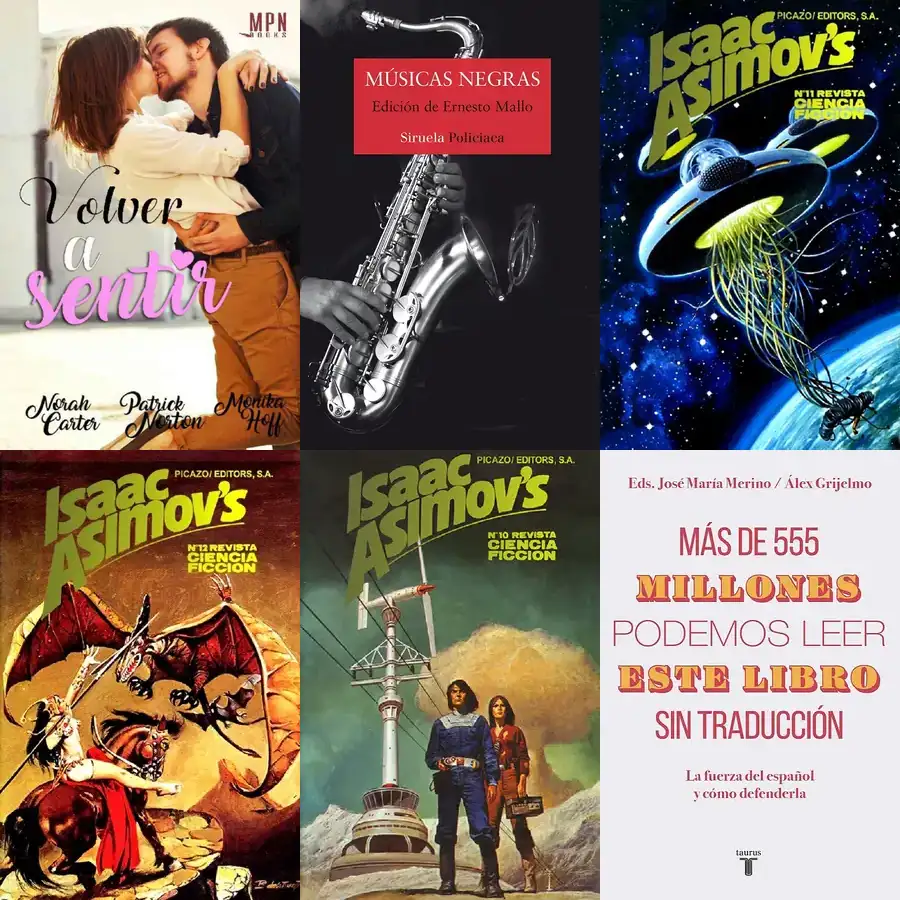 MPN
BOOKS
Volver
a
sentir
Norah
Carter
Patrick
Norton
Monika
Hoff
MÚSICAS NEGRAS
Edición de Ernesto Mallo
Siruela Policiaca
PICAZO/EDITORS, S.A.
Isaac
Asimov's
Nº11 REVISTA
CIENCIA
FICCION
PICAZO/EDITORS, S.A.
Isaac
Asimov's
Nº12 REVISTA
CIENCIA
FICCION
PICAZO/EDITORS, S.A.
Isaac
Asimov's
Nº10 REVISTA
CIENCIA
FICCION
Eds. José María Merino / Álex Grijelmo
MÁS DE 555
MILLONES
PODEMOS LEER
ESTE LIBRO
SIN TRADUCCIÓN
La fuerza del español
y cómo defenderla
taurus